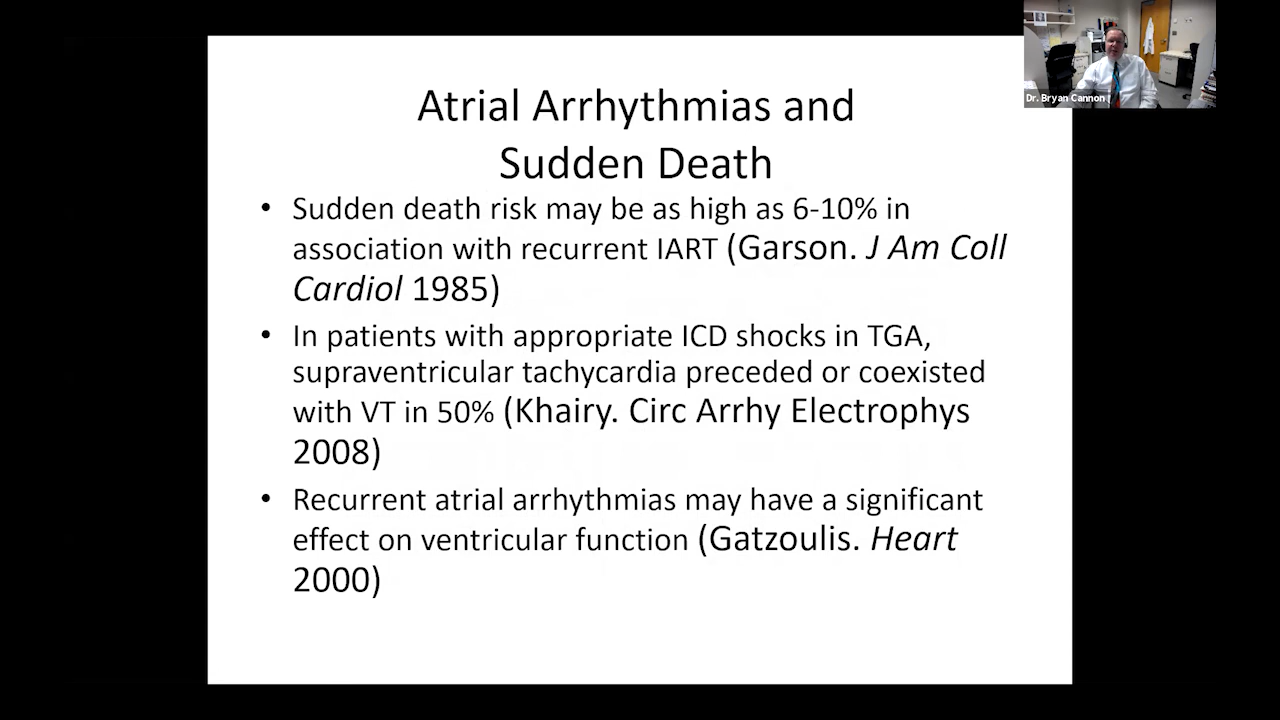 Atrial Arrhythmias and
Sudden Death
• Sudden death risk may be as high as 6-10% in
association with recurrent IART (Garson. J Am Coll
Cardiol 1985)
• In patients with appropriate ICD shocks in TGA,
supraventricular tachycardia preceded or coexisted
with VT in 50% (Khairy. Circ Arrhy Electrophys
2008)
• Recurrent atrial arrhythmias may have a significant
effect on ventricular function (Gatzoulis. Heart
2000)
Dr. Bryan Cannon